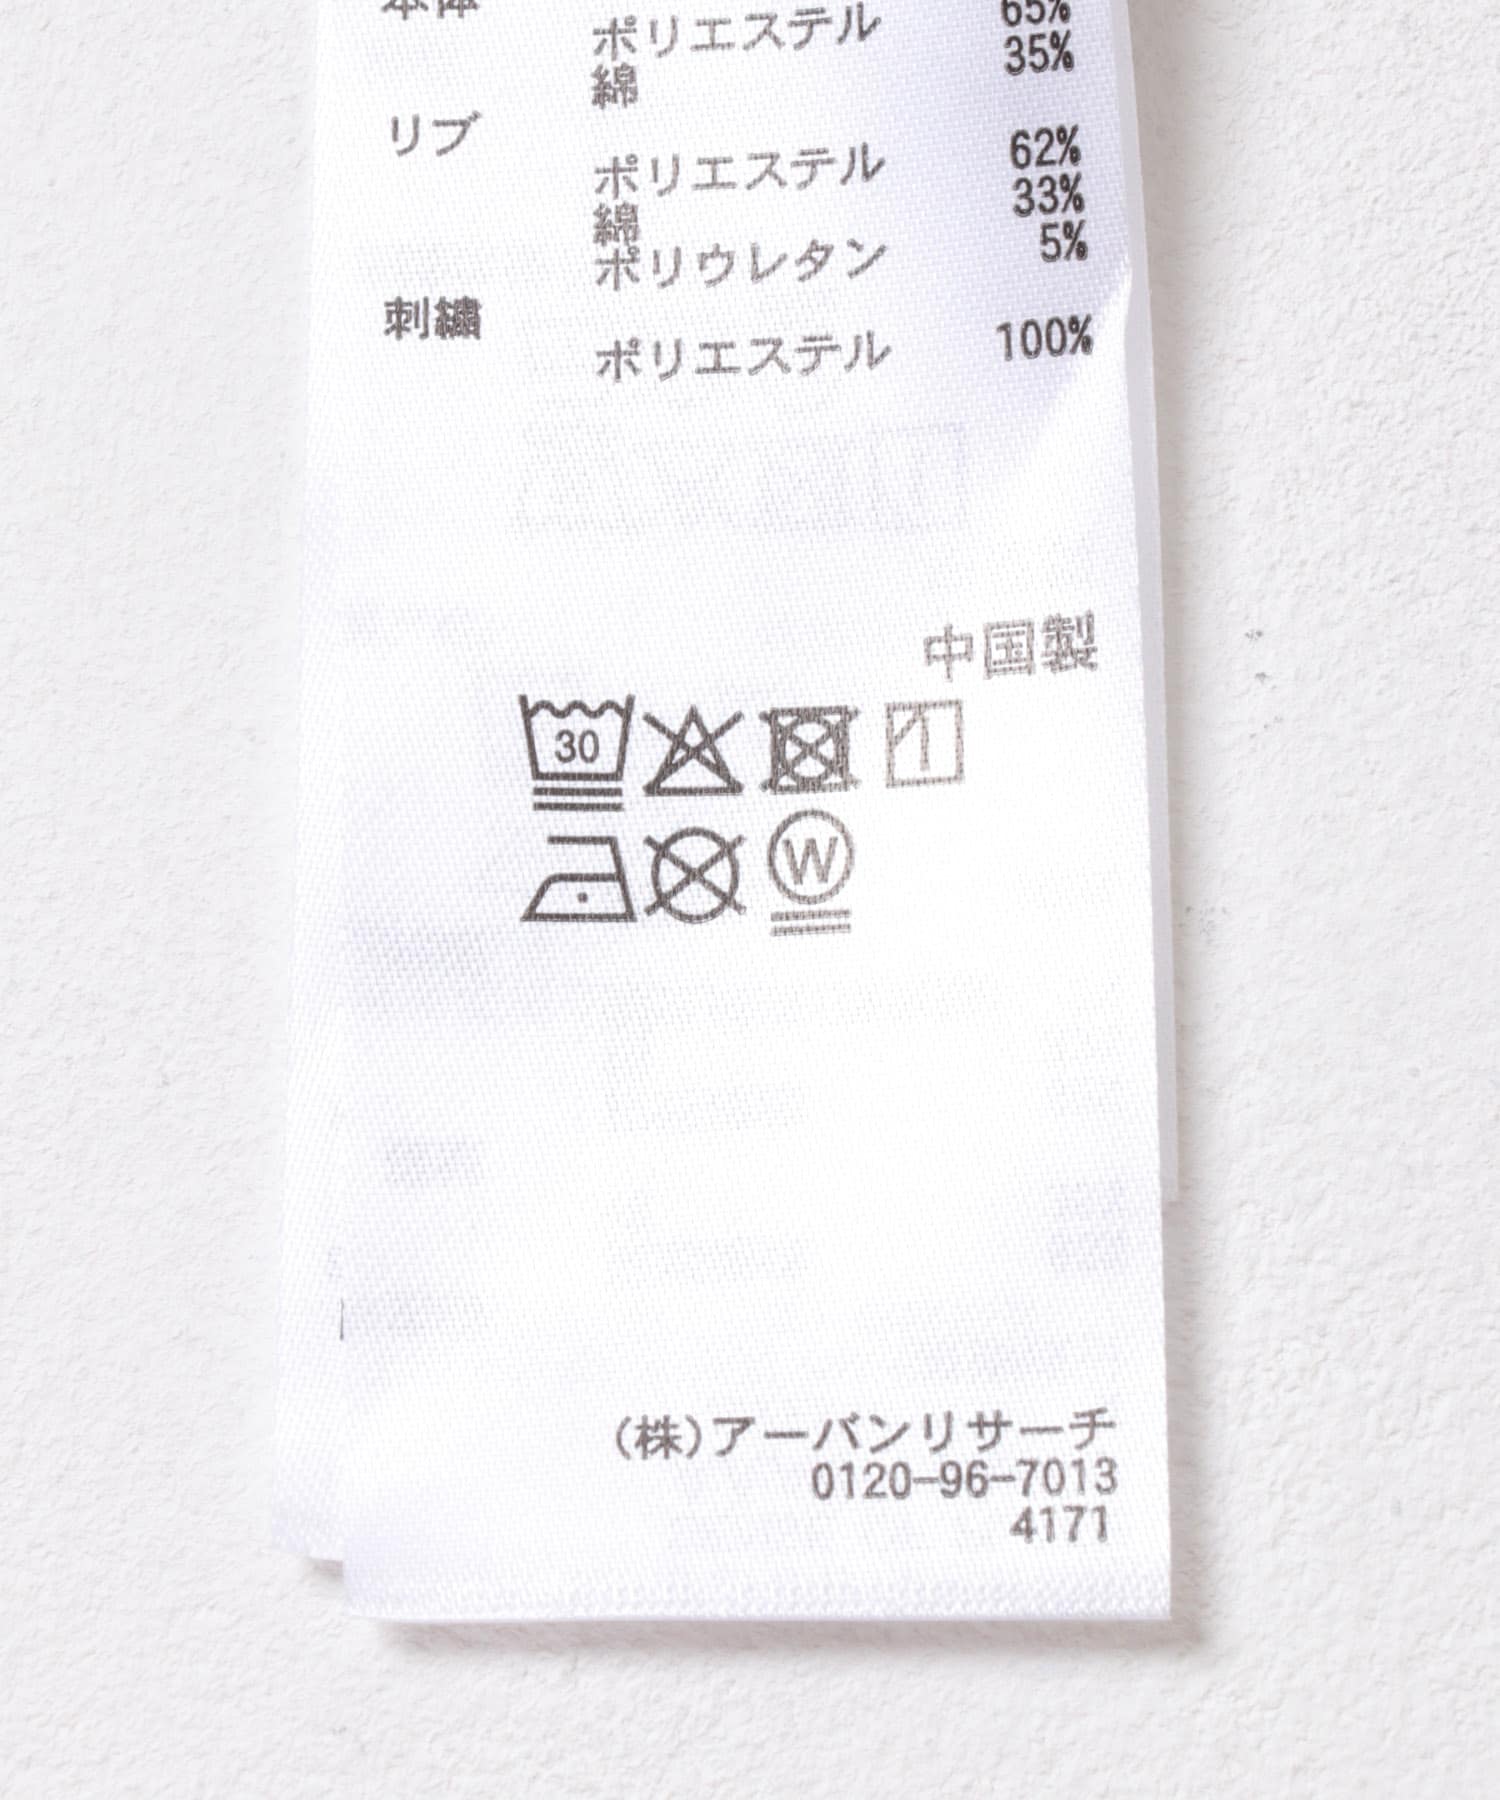 本体
ポリエステル 65%
綿 35%
リブ
ポリエステル 62%
綿 33%
ポリウレタン 5%
刺繍
ポリエステル 100%
中国製
30
W
(株)アーバンリサーチ
0120-96-7013
4171